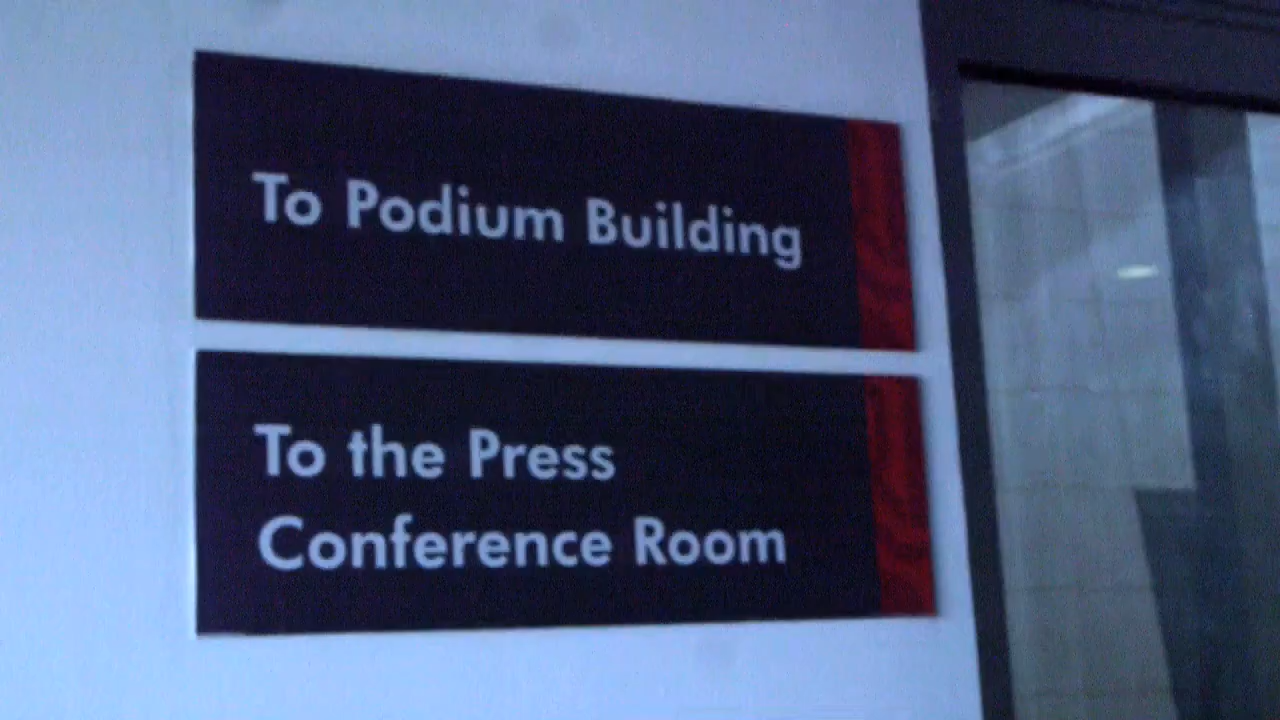 To Podium Building
To the Press
Conference Room